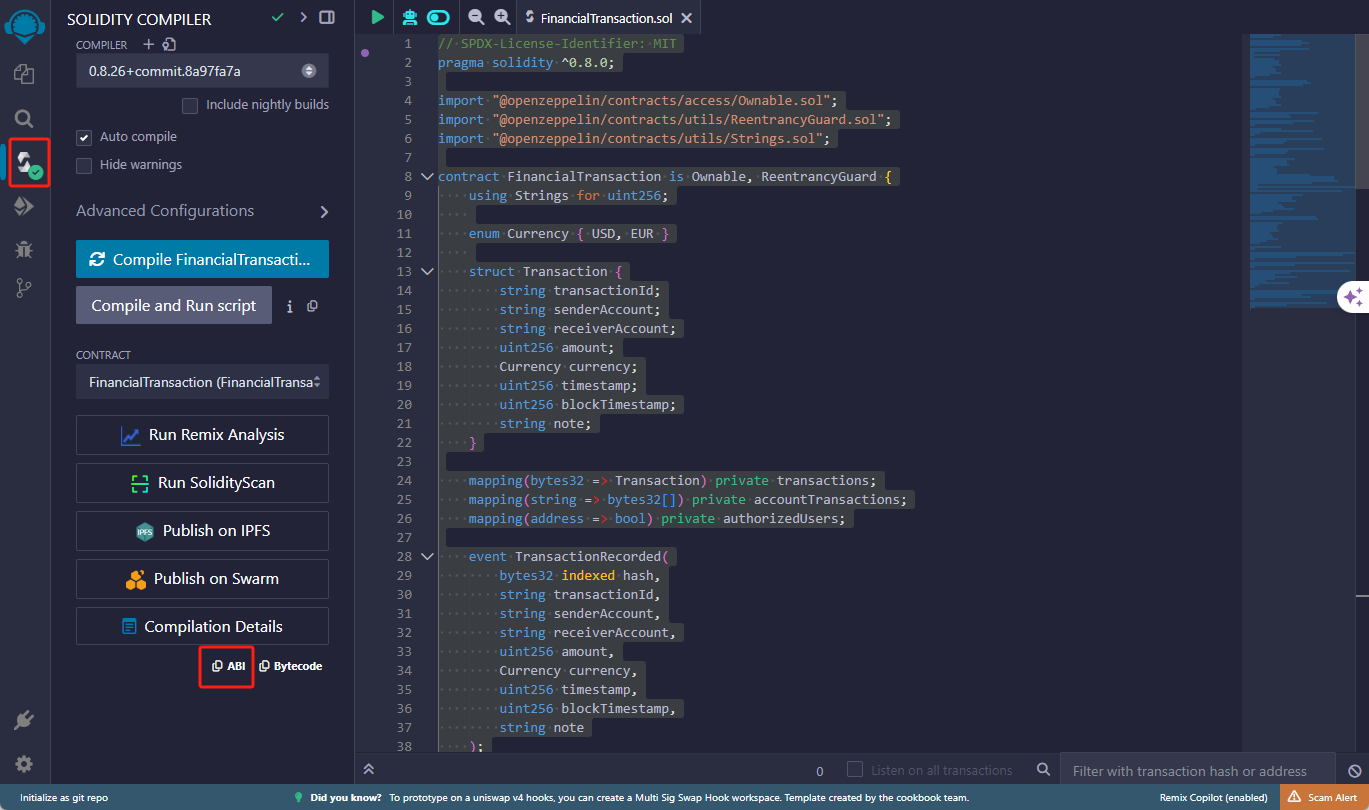 SOLIDITY COMPILER
COMPILER
0.8.26+commit.8a97fa7a
Include nightly builds
Auto compile
Hide warnings
Advanced Configurations
Compile FinancialTransacti...
Compile and Run script
CONTRACT
FinancialTransaction (FinancialTransa
Run Remix Analysis
Run SolidityScan
IPFS
Publish on IPFS
Publish on Swarm
Compilation Details
ABI
Bytecode
FinancialTransaction.sol
1 // SPDX-License-Identifier: MIT
2 pragma solidity ^0.8.0;
3
4 import "@openzeppelin/contracts/access/Ownable.sol";
5 import "@openzeppelin/contracts/utils/ReentrancyGuard.sol";
6 import "@openzeppelin/contracts/utils/Strings.sol";
7
8 contract FinancialTransaction is Ownable, ReentrancyGuard {
9     using Strings for uint256;
10
11     enum Currency { USD, EUR }
12
13     struct Transaction {
14         string transactionId;
15         string senderAccount;
16         string receiverAccount;
17         uint256 amount;
18         Currency currency;
19         uint256 timestamp;
20         uint256 blockTimestamp;
21         string note;
22     }
23
24     mapping(bytes32 => Transaction) private transactions;
25     mapping(string => bytes32[]) private accountTransactions;
26     mapping(address => bool) private authorizedUsers;
27
28     event TransactionRecorded(
29         bytes32 indexed hash,
30         string transactionId,
31         string senderAccount,
32         string receiverAccount,
33         uint256 amount,
34         Currency currency,
35         uint256 timestamp,
36         uint256 blockTimestamp,
37         string note
38     );
0
Listen on all transactions
Filter with transaction hash or address
Initialize as git repo
Did you know? To prototype on a uniswap v4 hooks, you can create a Multi Sig Swap Hook workspace. Template created by the cookbook team.
Remix Copilot (enabled)
Scam Alert